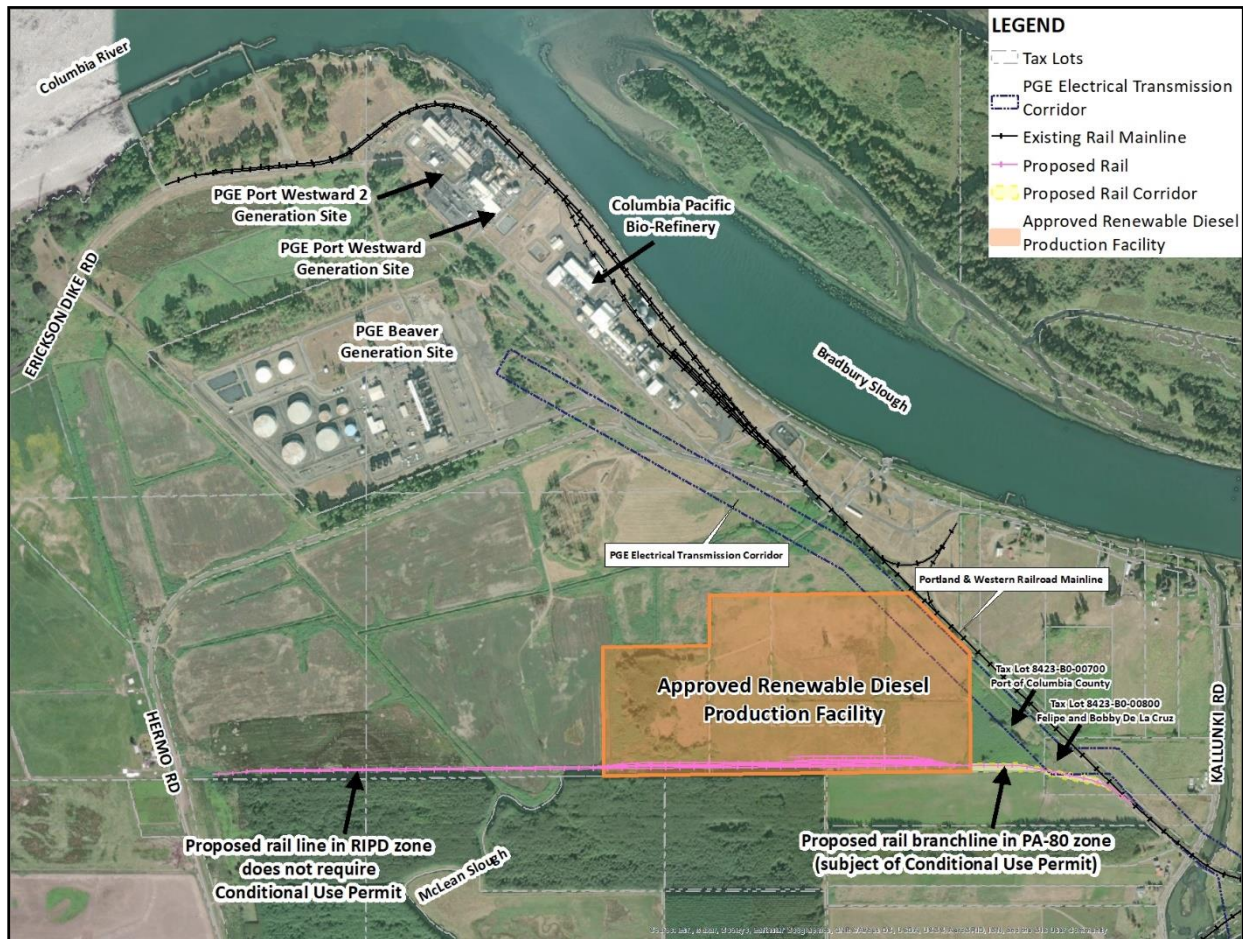 LEGEND
Tax Lots
PGE Electrical Transmission
Corridor
Existing Rail Mainline
Proposed Rail
Proposed Rail Corridor
Approved Renewable Diesel
Production Facility
Columbia River
PGE Port Westward 2
Generation Site
PGE Port Westward
Generation Site
Columbia Pacific
Bio-Refinery
ERICKSON DIKE RD
PGE Beaver
Generation Site
Bradbury Slough
PGE Electrical Transmission Corridor
Portland & Western Railroad Mainline
Approved Renewable Diesel
Production Facility
Tax Lot 8423-B0-00700
Port of Columbia County
Tax Lot 8423-B0-00800
Felipe and Bobby De La Cruz
HERMO RD
KALLUNKI RD
Proposed rail line in RIPD zone
does not require
Conditional Use Permit
McLean Slough
Proposed rail branchline in PA-80 zone
(subject of Conditional Use Permit)